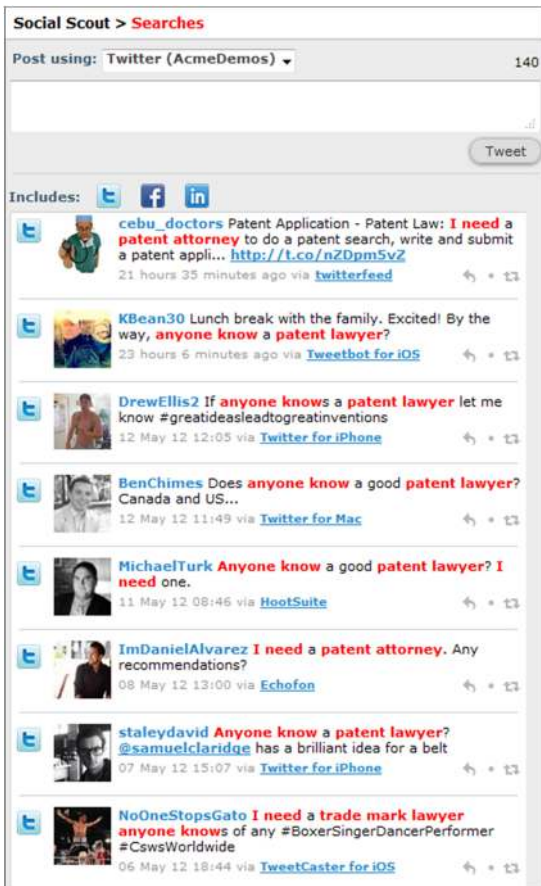 Social Scout > Searches
Post using: Twitter (AcmeDemos) 140
Tweet
Includes:
cebu_doctors Patent Application - Patent Law: I need a
patent attorney to do a patent search, write and submit
a patent appli... http://t.co/nZDpm5vZ
21 hours 35 minutes ago via twitterfeed
KBean30 Lunch break with the family. Excited! By the
way, anyone know a patent lawyer?
23 hours 6 minutes ago via Tweetbot for iOS
DrewEllis2 If anyone knows a patent lawyer let me
know #greatideasleadtogreatinventions
12 May 12 12:05 via Twitter for iPhone
BenChimes Does anyone know a good patent lawyer?
Canada and US...
12 May 12 11:49 via Twitter for Mac
MichaelTurk Anyone know a good patent lawyer? I
need one.
11 May 12 08:46 via HootSuite
ImDanielAlvarez I need a patent attorney. Any
recommendations?
08 May 12 13:00 via Echofon
staleydavid Anyone know a patent lawyer?
@samuelclaridge has a brilliant idea for a belt
07 May 12 15:07 via Twitter for iPhone
NoOneStopsGato I need a trade mark lawyer
anyone knows of any #BoxerSingerDancerPerformer
#CswsWorldwide
06 May 12 18:44 via TweetCaster for iOS